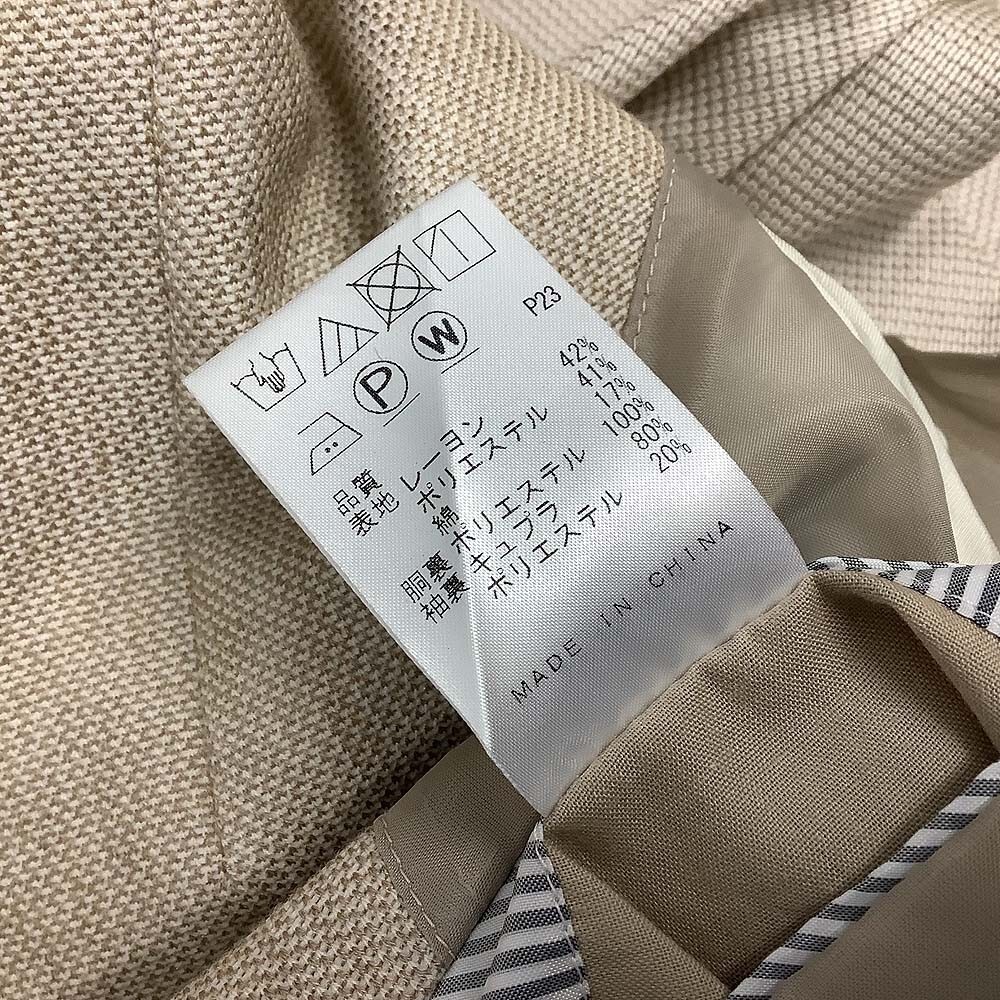 P23
W
P
品質
表地 レーヨン 42%
ポリエステル 41%
綿 17%
胴裏 ポリエステル 100%
袖裏 キュプラ 80%
ポリエステル 20%
MADE IN CHINA